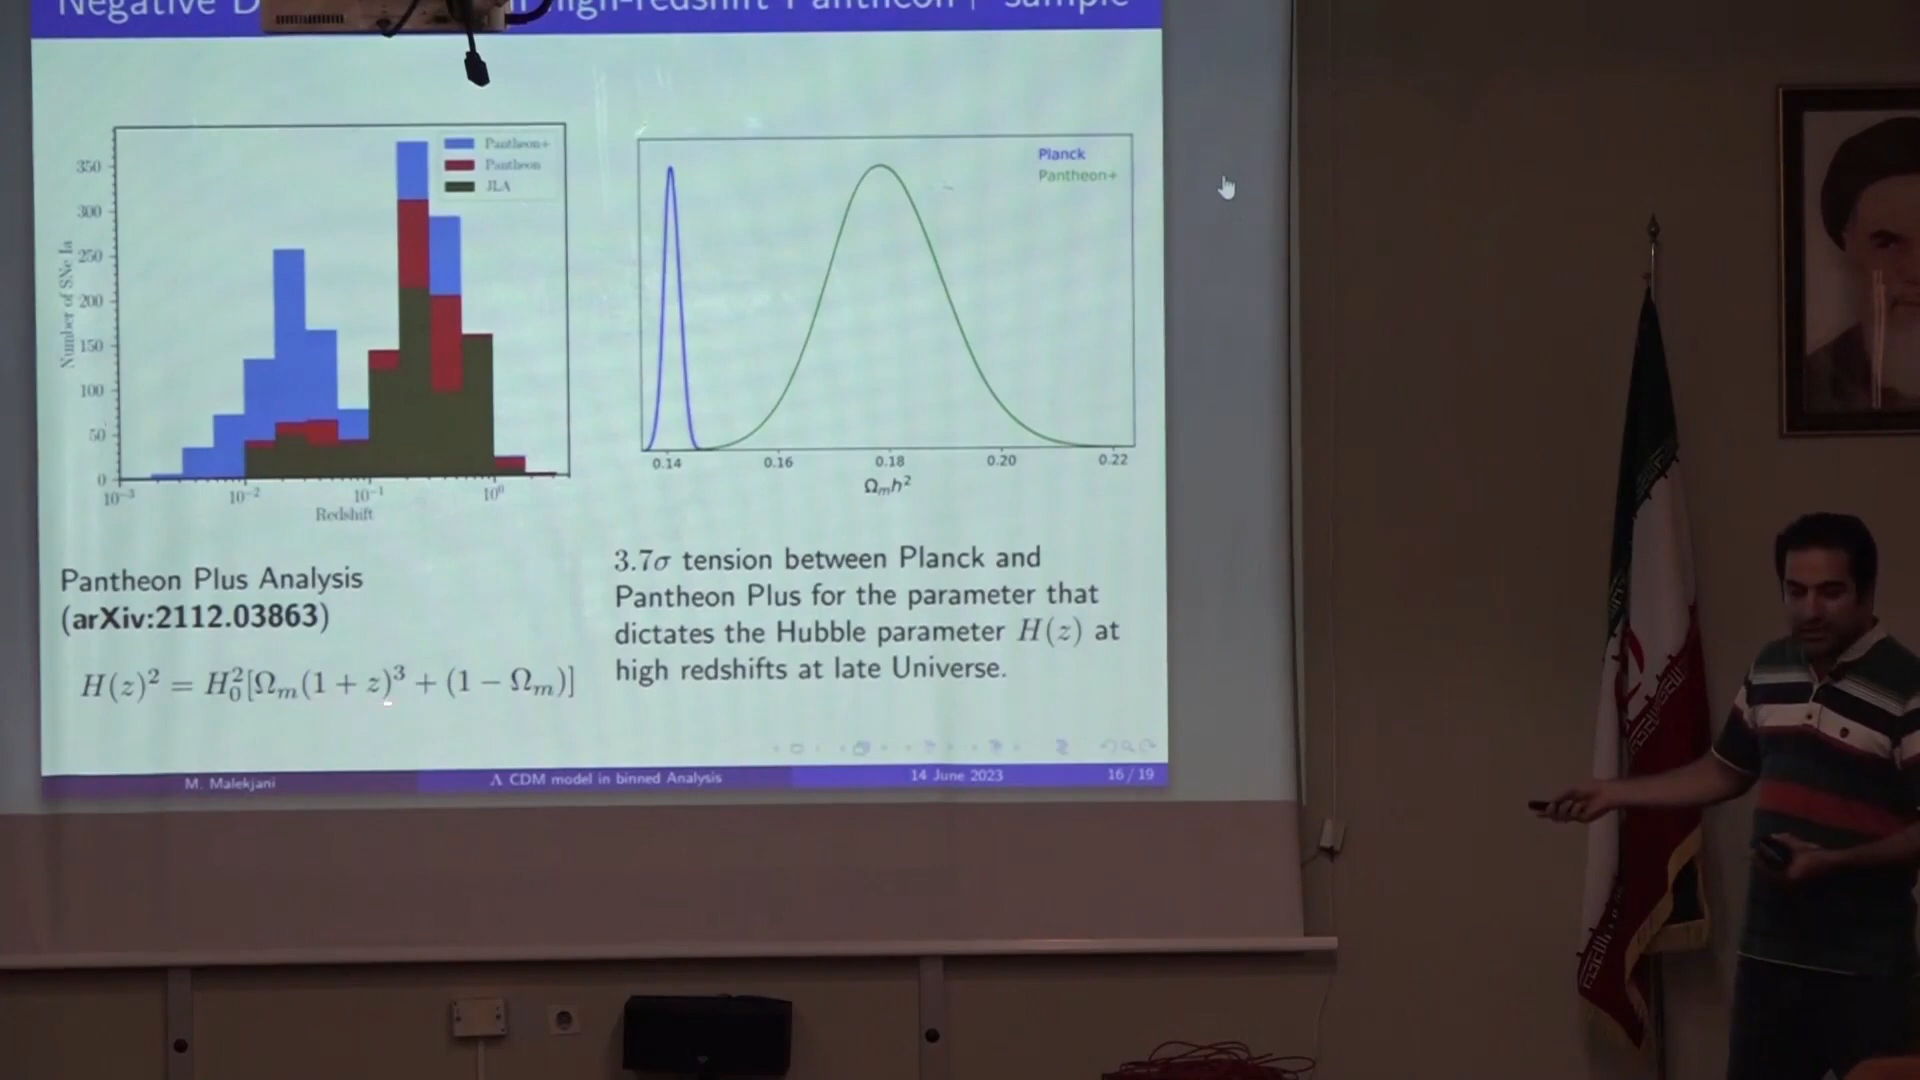 Negative
high-redshift Pantheon+ Sample
Pantheon+
Pantheon
JLA
350
300
250
200
150
100
50
0
Number of SNe Ia
10⁻³
10⁻²
10⁻¹
10⁰
Redshift
Planck
Pantheon+
0.14
0.16
0.18
0.20
0.22
Ωₘh²
Pantheon Plus Analysis
(arXiv:2112.03863)
H(z)² = H₀²[Ωₘ(1 + z)³ + (1 − Ωₘ)]
3.7σ tension between Planck and
Pantheon Plus for the parameter that
dictates the Hubble parameter H(z) at
high redshifts at late Universe.
M. Malekjani
Λ CDM model in binned Analysis
14 June 2023
16 / 19